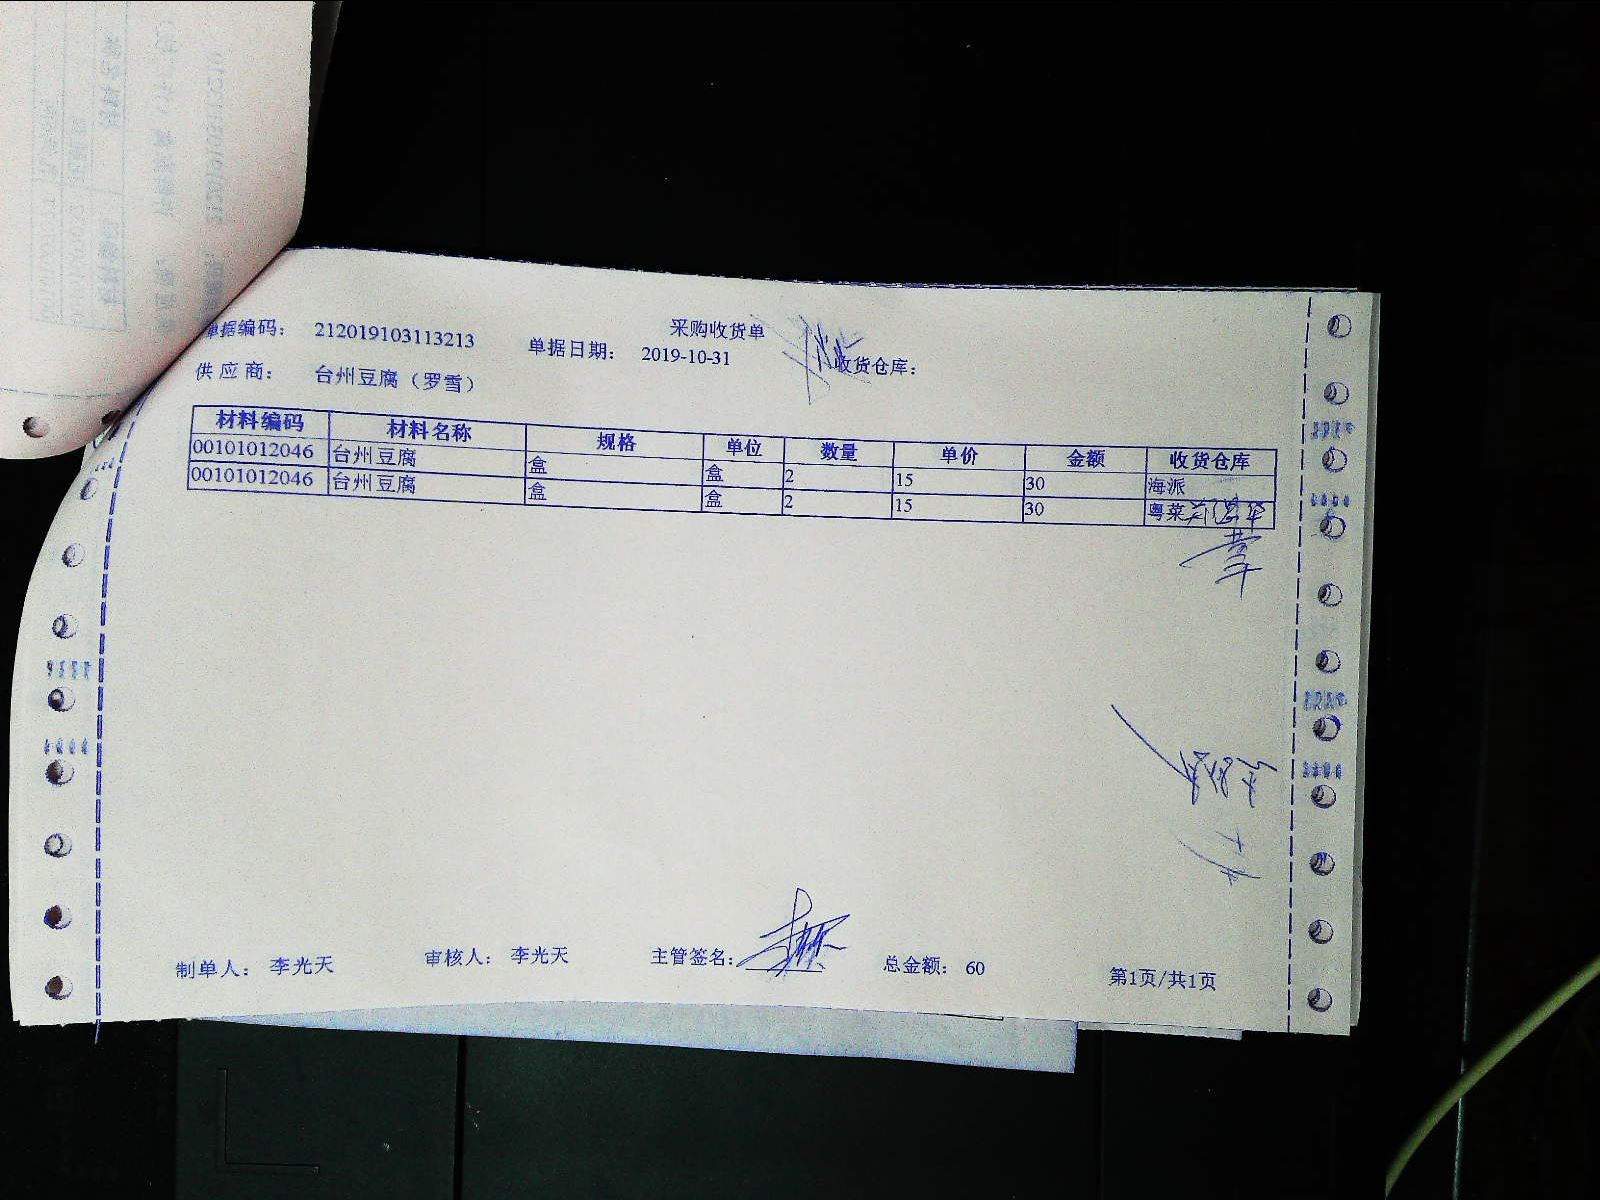 采购收货单
单据编码： 212019103113213 单据日期： 2019-10-31 收货仓库：
供应商： 台州豆腐（罗雪）
材料编码 材料名称 规格 单位 数量 单价 金额 收货仓库
00101012046 台州豆腐 盒 盒 2 15 30 海派
00101012046 台州豆腐 盒 盒 2 15 30 粤菜
制单人： 李光天 审核人： 李光天 主管签名： 总金额： 60 第1页/共1页